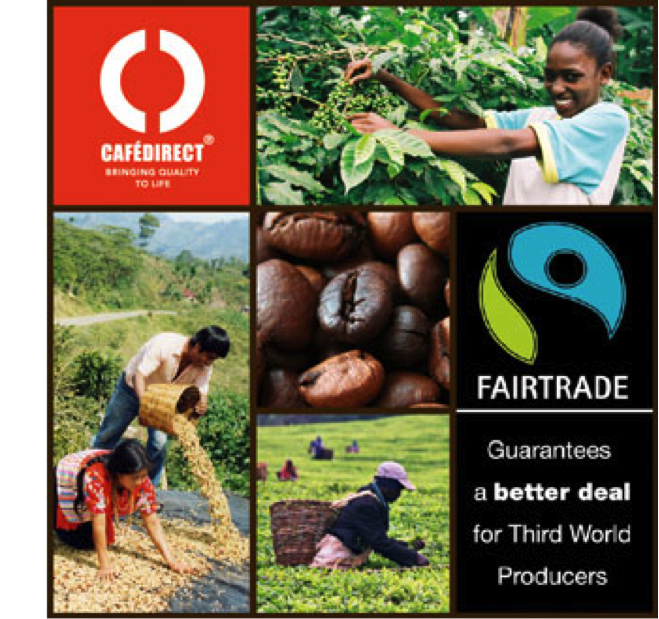 CAFÉDIRECT®
BRINGING QUALITY
TO LIFE
FAIRTRADE
Guarantees
a better deal
for Third World
Producers